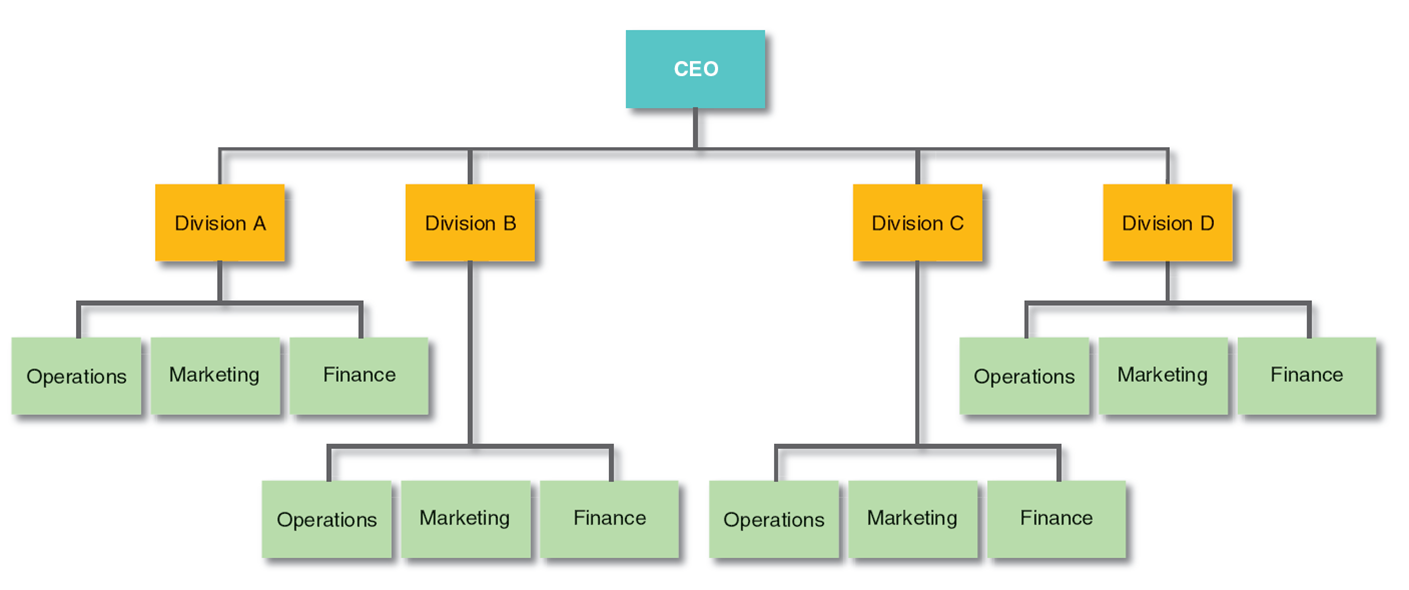 CEO
Division A
Division B
Division C
Division D
Operations
Marketing
Finance
Operations
Marketing
Finance
Operations
Marketing
Finance
Operations
Marketing
Finance